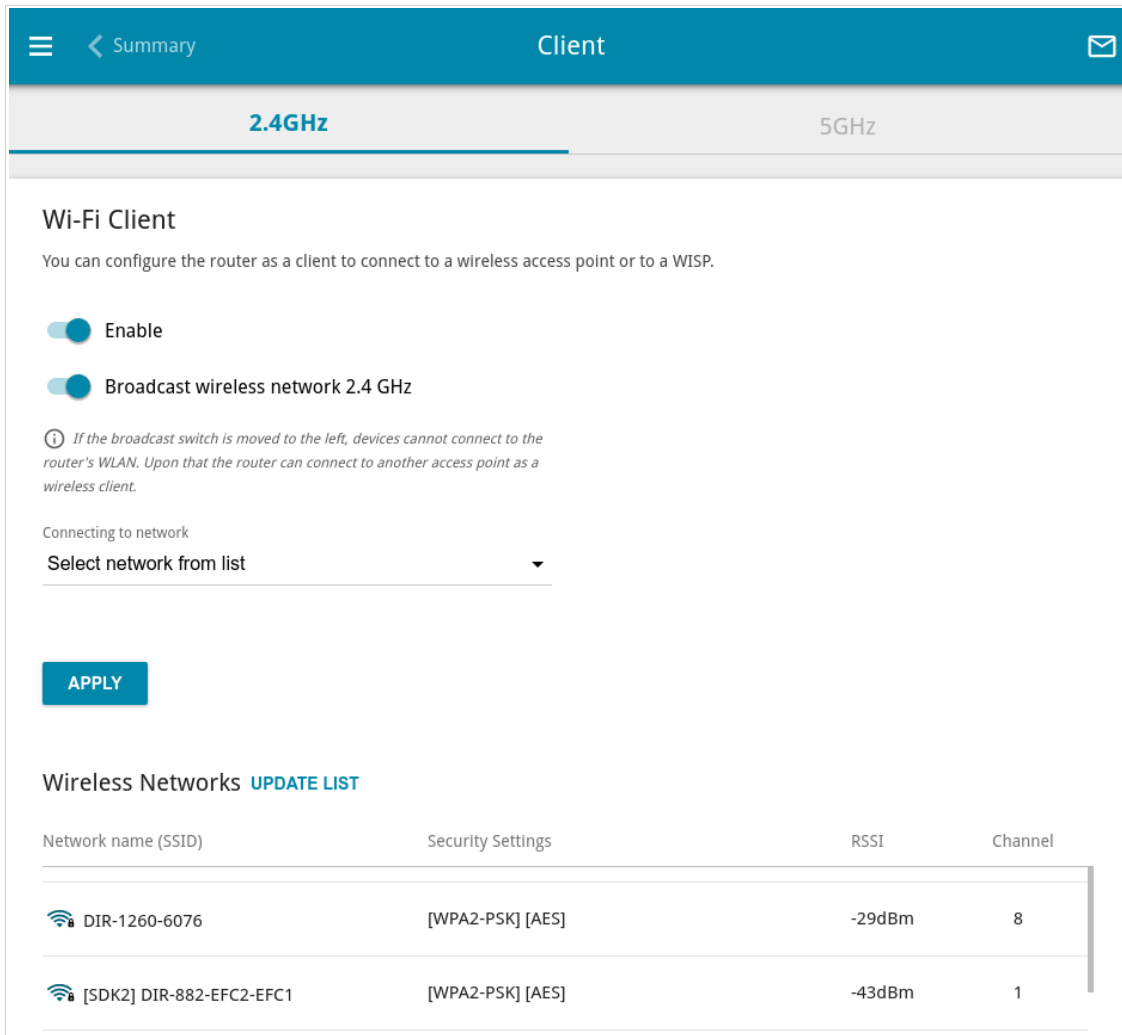 Summary
Client
2.4GHz
5GHz
Wi-Fi Client
You can configure the router as a client to connect to a wireless access point or to a WISP.
Enable
Broadcast wireless network 2.4 GHz
If the broadcast switch is moved to the left, devices cannot connect to the
router's WLAN. Upon that the router can connect to another access point as a
wireless client.
Connecting to network
Select network from list
APPLY
Wireless Networks UPDATE LIST
Network name (SSID) Security Settings RSSI Channel
DIR-1260-6076 [WPA2-PSK] [AES] -29dBm 8
[SDK2] DIR-882-EFC2-EFC1 [WPA2-PSK] [AES] -43dBm 1